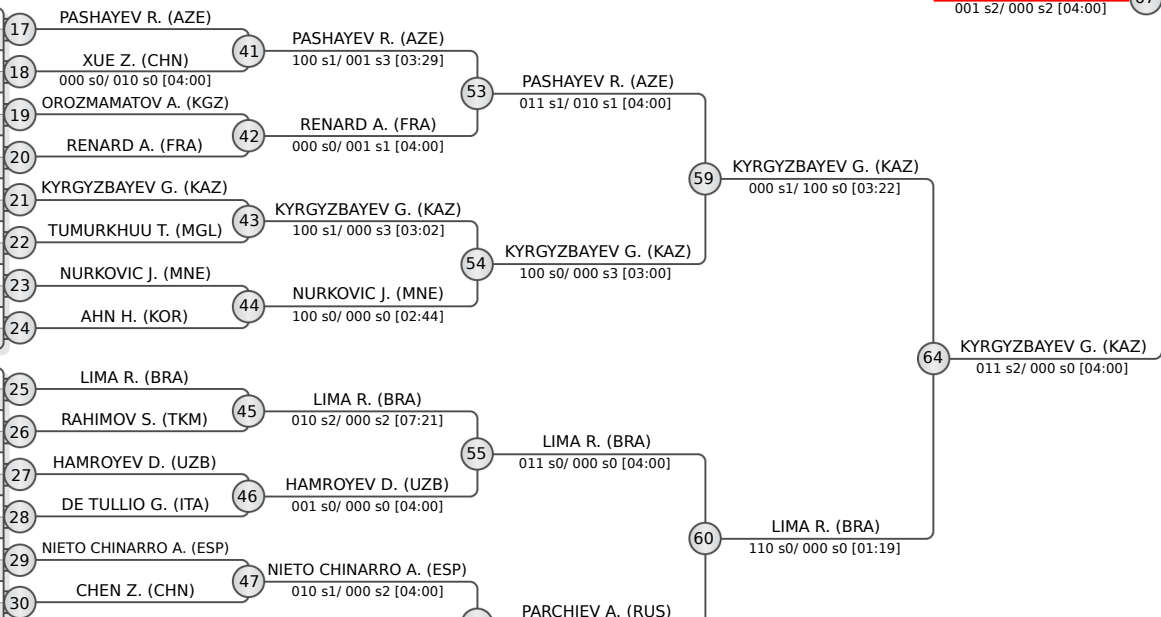 001 s2/ 000 s2 [04:00]
17
PASHAYEV R. (AZE)
18
XUE Z. (CHN)
000 s0/ 010 s0 [04:00]
41
PASHAYEV R. (AZE)
100 s1/ 001 s3 [03:29]
19
OROZMAMATOV A. (KGZ)
20
RENARD A. (FRA)
42
RENARD A. (FRA)
000 s0/ 001 s1 [04:00]
53
PASHAYEV R. (AZE)
011 s1/ 010 s1 [04:00]
21
KYRGYZBAYEV G. (KAZ)
22
TUMURKHUU T. (MGL)
43
KYRGYZBAYEV G. (KAZ)
100 s1/ 000 s3 [03:02]
23
NURKOVIC J. (MNE)
24
AHN H. (KOR)
44
NURKOVIC J. (MNE)
100 s0/ 000 s0 [02:44]
54
KYRGYZBAYEV G. (KAZ)
100 s0/ 000 s3 [03:00]
59
KYRGYZBAYEV G. (KAZ)
000 s1/ 100 s0 [03:22]
25
LIMA R. (BRA)
26
RAHIMOV S. (TKM)
45
LIMA R. (BRA)
010 s2/ 000 s2 [07:21]
27
HAMROYEV D. (UZB)
28
DE TULLIO G. (ITA)
46
HAMROYEV D. (UZB)
001 s0/ 000 s0 [04:00]
55
LIMA R. (BRA)
011 s0/ 000 s0 [04:00]
29
NIETO CHINARRO A. (ESP)
30
CHEN Z. (CHN)
47
NIETO CHINARRO A. (ESP)
010 s1/ 000 s2 [04:00]
PARCHIEV A. (RUS)
60
LIMA R. (BRA)
110 s0/ 000 s0 [01:19]
64
KYRGYZBAYEV G. (KAZ)
011 s2/ 000 s0 [04:00]